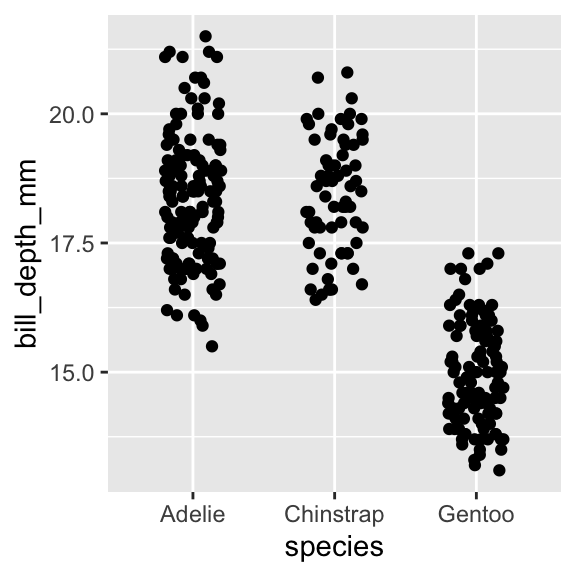 20.0
17.5
15.0
bill_depth_mm
Adelie Chinstrap Gentoo
species